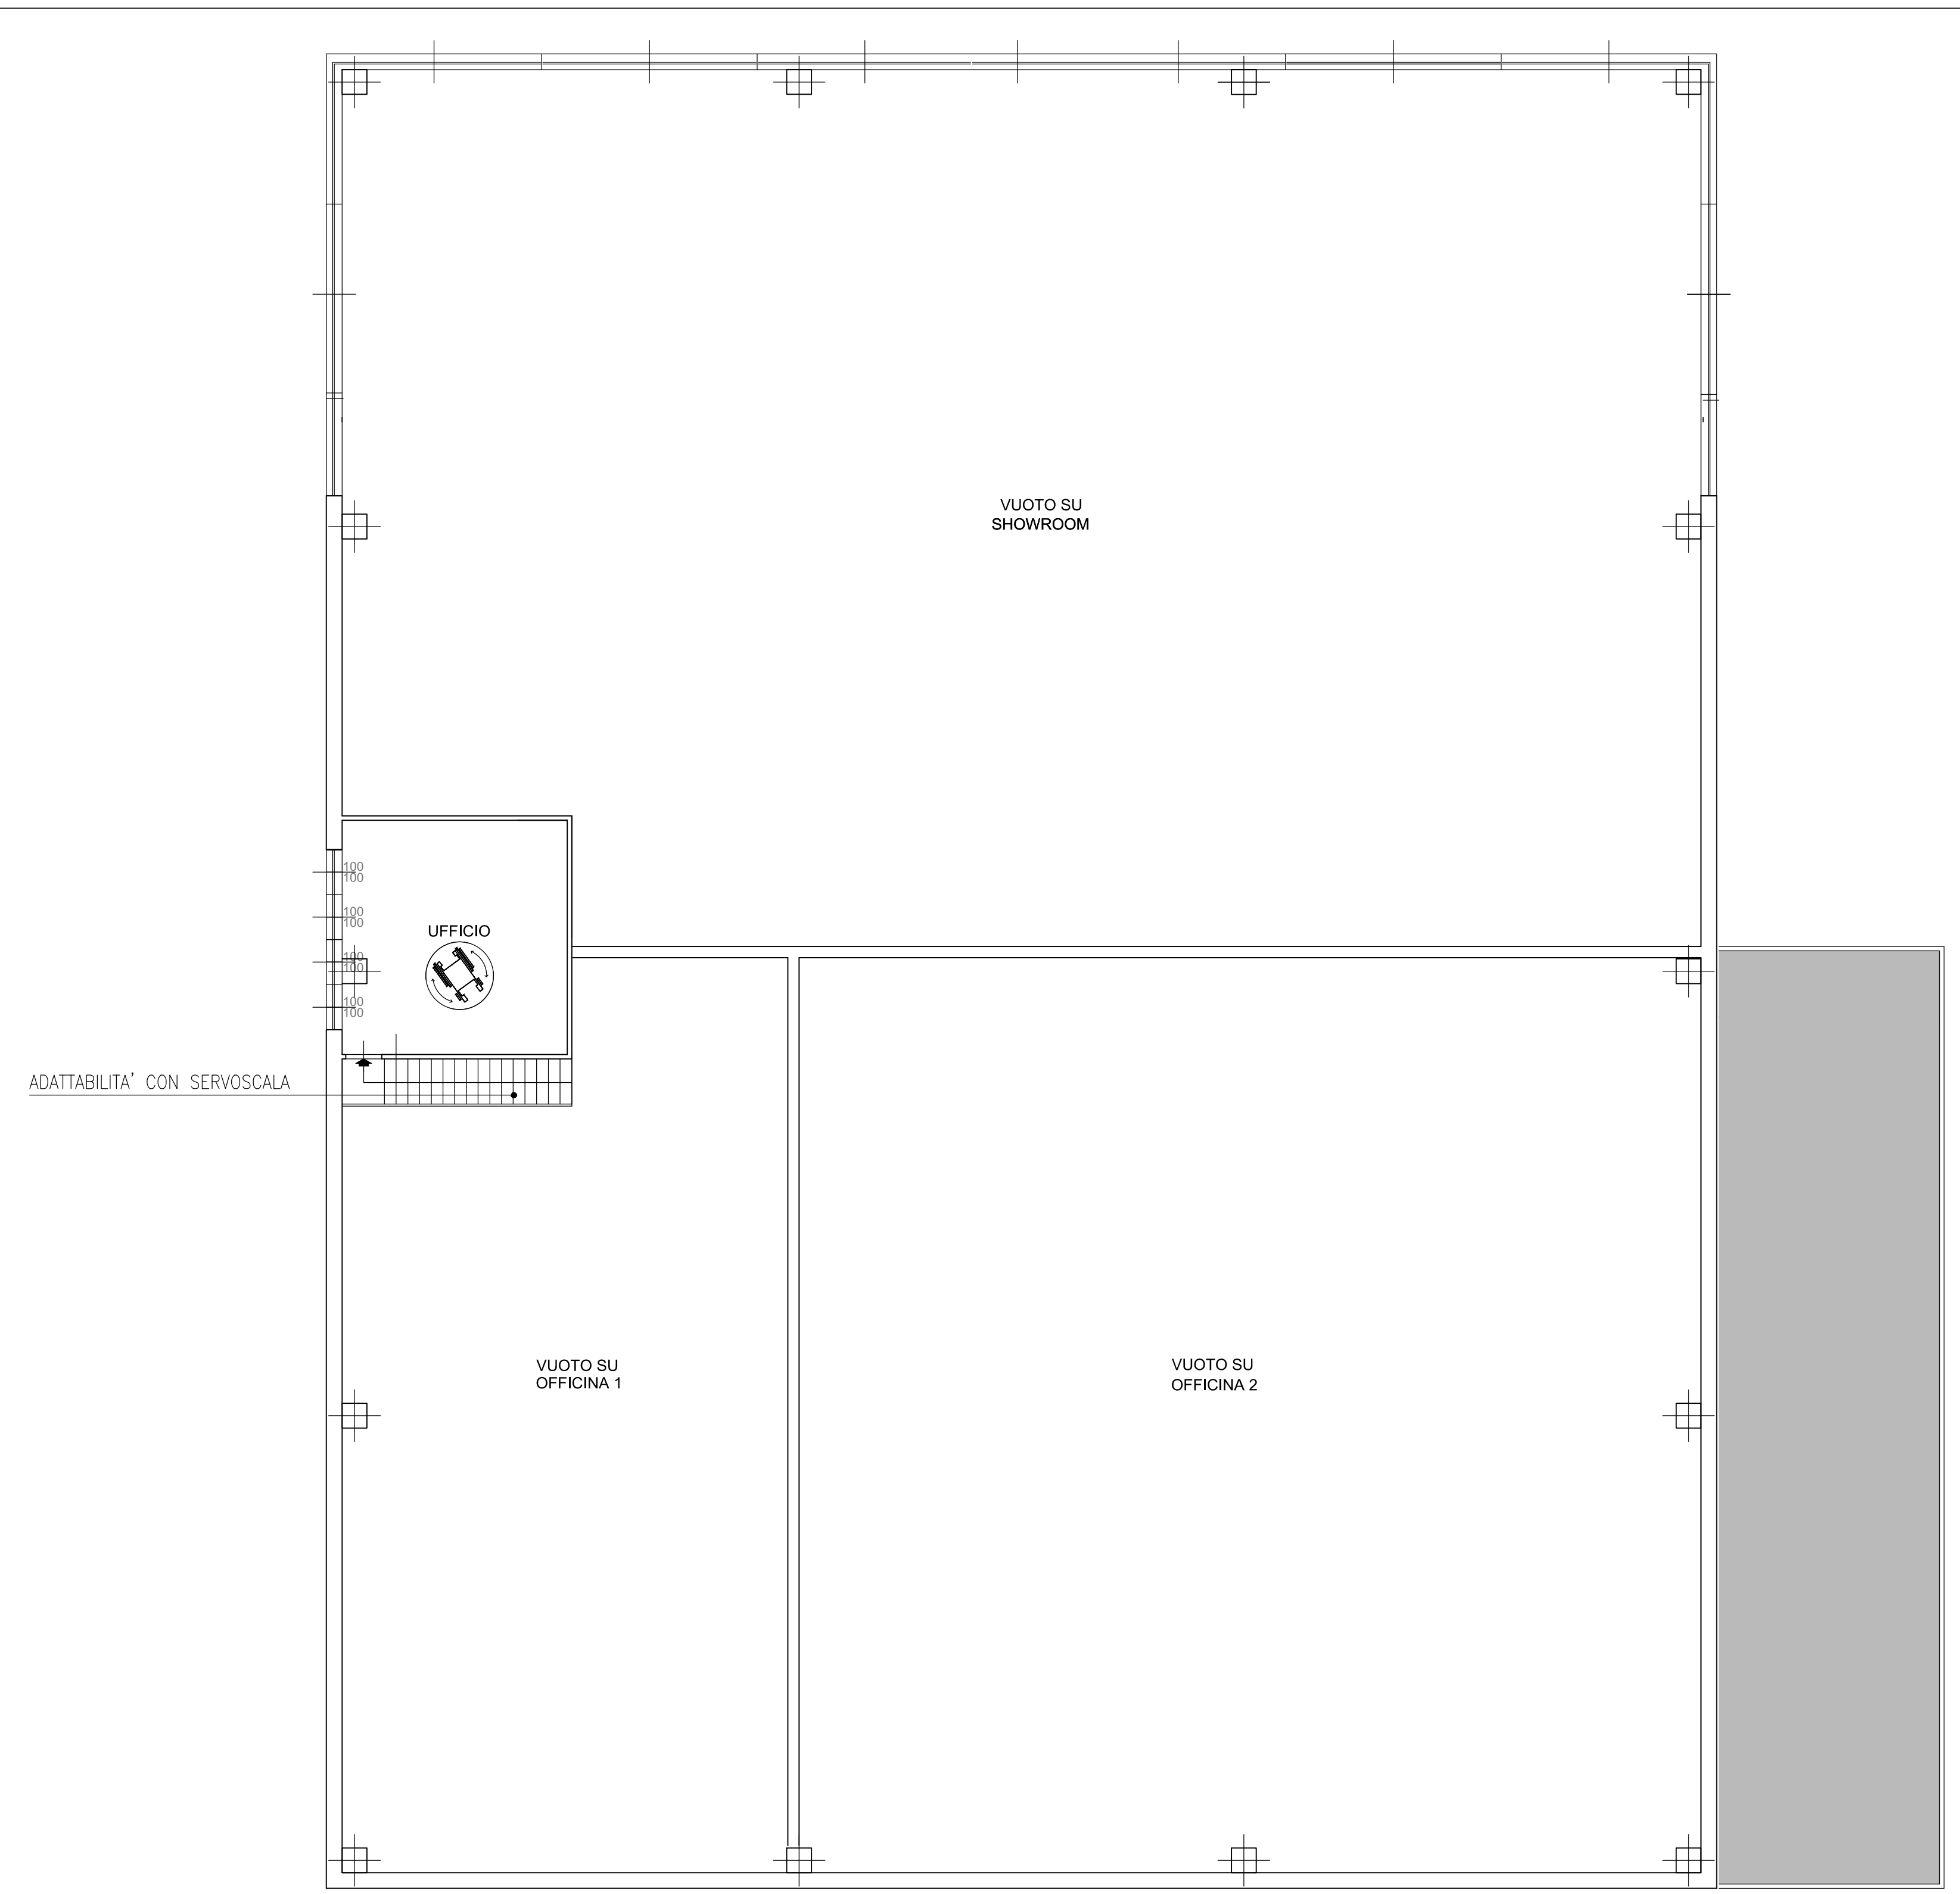 VUOTO SU
SHOWROOM
100
100
100
100
UFFICIO
100
100
100
100
ADATTABILITA' CON SERVOSCALA
VUOTO SU
OFFICINA 1
VUOTO SU
OFFICINA 2